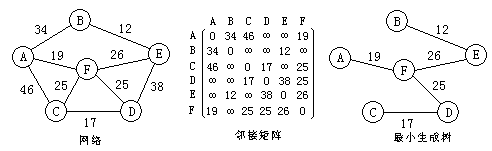 B
34
12
A
19
F
26
E
46
25
25
38
C
17
D
网络
A B C D E F
A 0 34 46 ∞ ∞ 19
B 34 0 ∞ ∞ 12 ∞
C 46 ∞ 0 17 ∞ 25
D ∞ ∞ 17 0 38 25
E ∞ 12 ∞ 38 0 26
F 19 ∞ 25 25 26 0
邻接矩阵
B
12
A
19
F
26
E
25
C
17
D
最小生成树